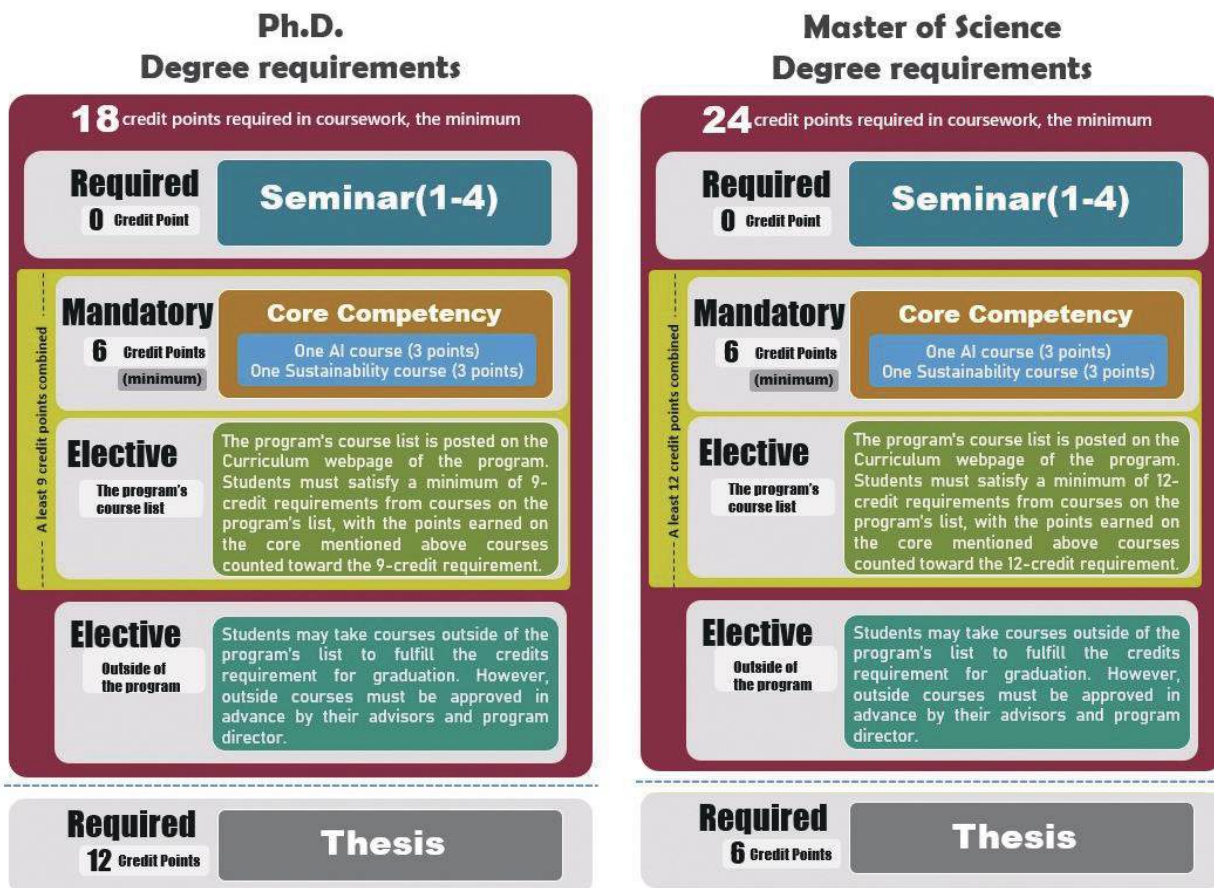 Ph.D.
Degree requirements
18 credit points required in coursework, the minimum
Required
0 Credit Point
Seminar(1-4)
A least 9 credit points combined
Mandatory
6 Credit Points
(minimum)
Core Competency
One AI course (3 points)
One Sustainability course (3 points)
Elective
The program's
course list
The program's course list is posted on the
Curriculum webpage of the program.
Students must satisfy a minimum of 9-
credit requirements from courses on the
program's list, with the points earned on
the core mentioned above courses
counted toward the 9-credit requirement.
Elective
Outside of
the program
Students may take courses outside of the
program's list to fulfill the credits
requirement for graduation. However,
outside courses must be approved in
advance by their advisors and program
director.
Required
12 Credit Points
Thesis
Master of Science
Degree requirements
24 credit points required in coursework, the minimum
Required
0 Credit Point
Seminar(1-4)
A least 12 credit points combined
Mandatory
6 Credit Points
(minimum)
Core Competency
One AI course (3 points)
One Sustainability course (3 points)
Elective
The program's
course list
The program's course list is posted on the
Curriculum webpage of the program.
Students must satisfy a minimum of 12-
credit requirements from courses on the
program's list, with the points earned on
the core mentioned above courses
counted toward the 12-credit requirement.
Elective
Outside of
the program
Students may take courses outside of the
program's list to fulfill the credits
requirement for graduation. However,
outside courses must be approved in
advance by their advisors and program
director.
Required
6 Credit Points
Thesis